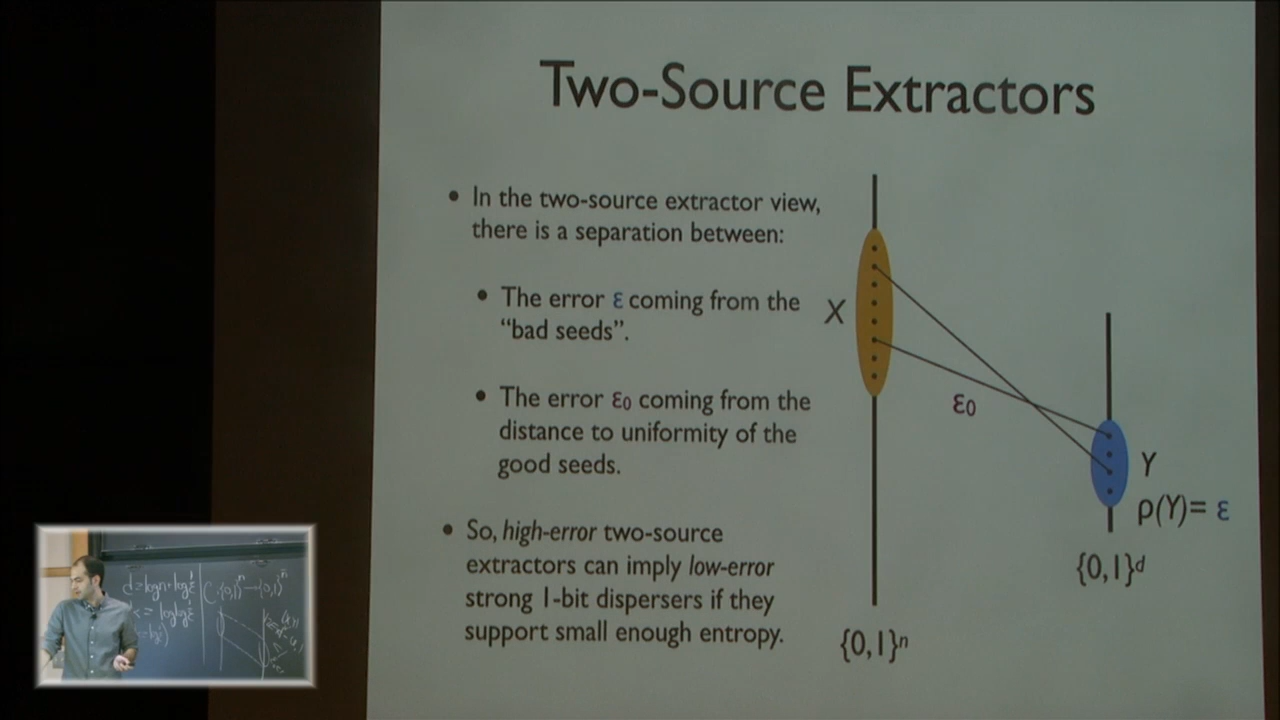 Two-Source Extractors
• In the two-source extractor view,
there is a separation between:
• The error ε coming from the
"bad seeds".
• The error ε₀ coming from the
distance to uniformity of the
good seeds.
• So, high-error two-source
extractors can imply low-error
strong 1-bit dispersers if they
support small enough entropy.
X
ε₀
Y
ρ(Y)= ε
{0,1}ᵈ
{0,1}ⁿ